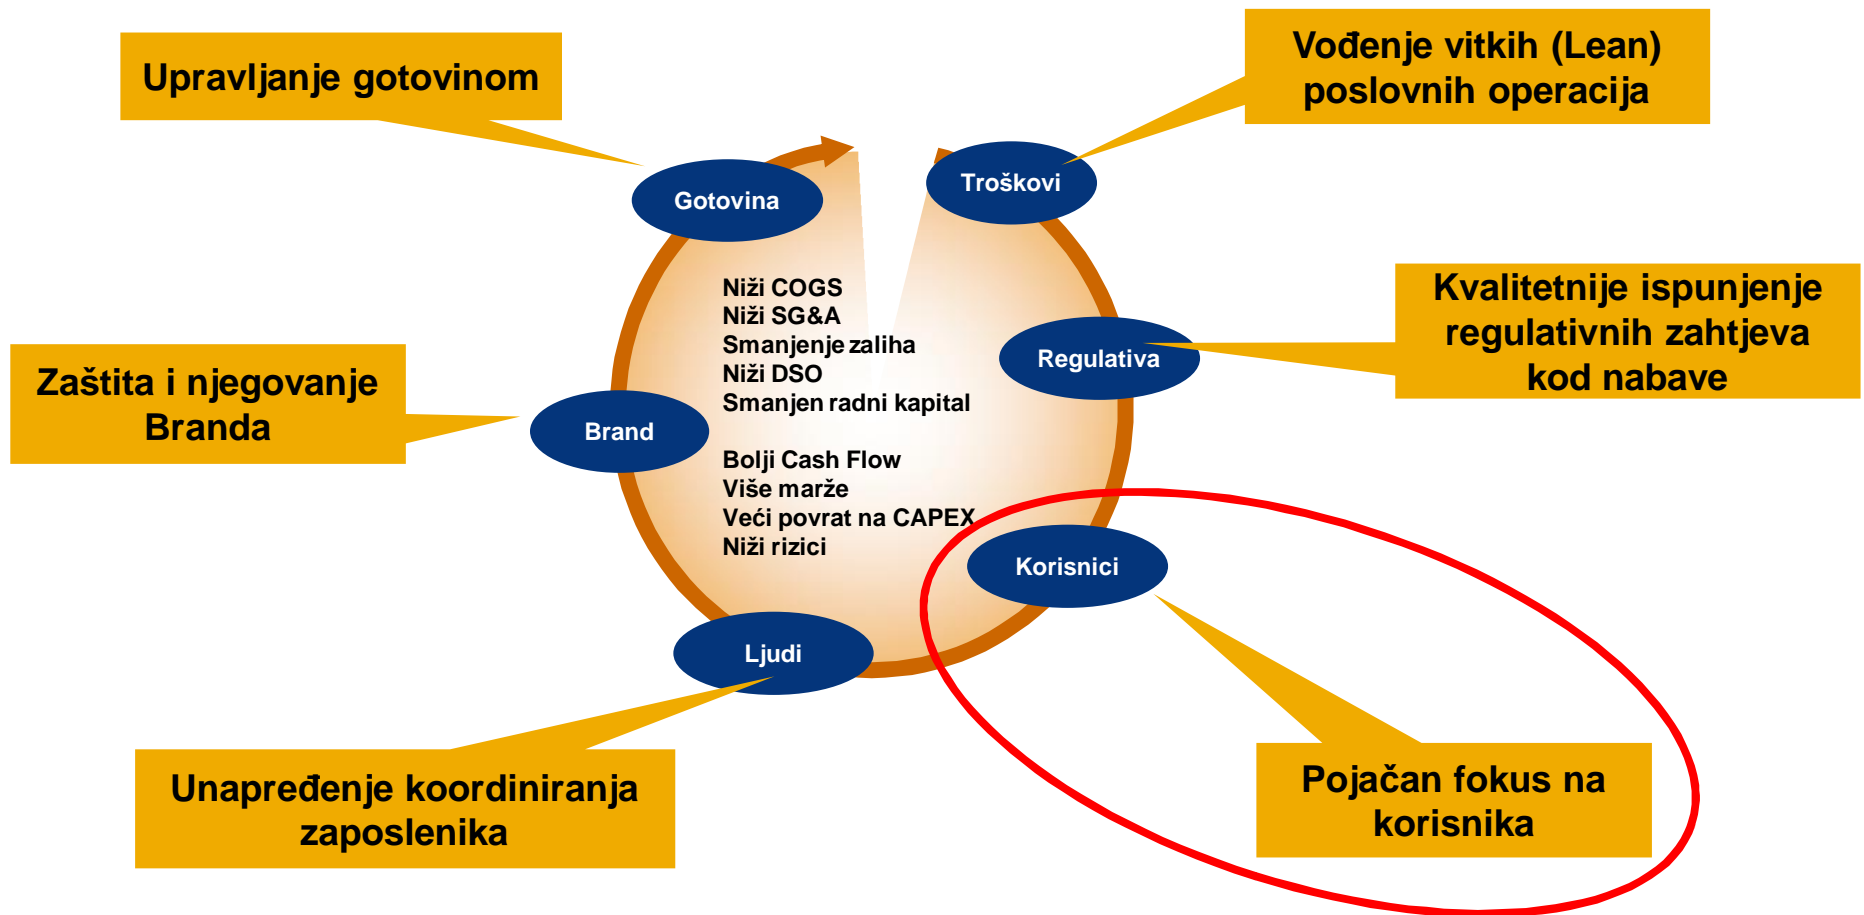 Upravljanje gotovinom
Vođenje vitkih (Lean)
poslovnih operacija
Gotovina
Troškovi
Niži COGS
Niži SG&A
Smanjenje zaliha
Niži DSO
Smanjen radni kapital
Bolji Cash Flow
Više marže
Veći povrat na CAPEX
Niži rizici
Regulativa
Kvalitetnije ispunjenje
regulativnih zahtjeva
kod nabave
Zaštita i njegovanje
Branda
Brand
Korisnici
Ljudi
Unapređenje koordiniranja
zaposlenika
Pojačan fokus na
korisnika